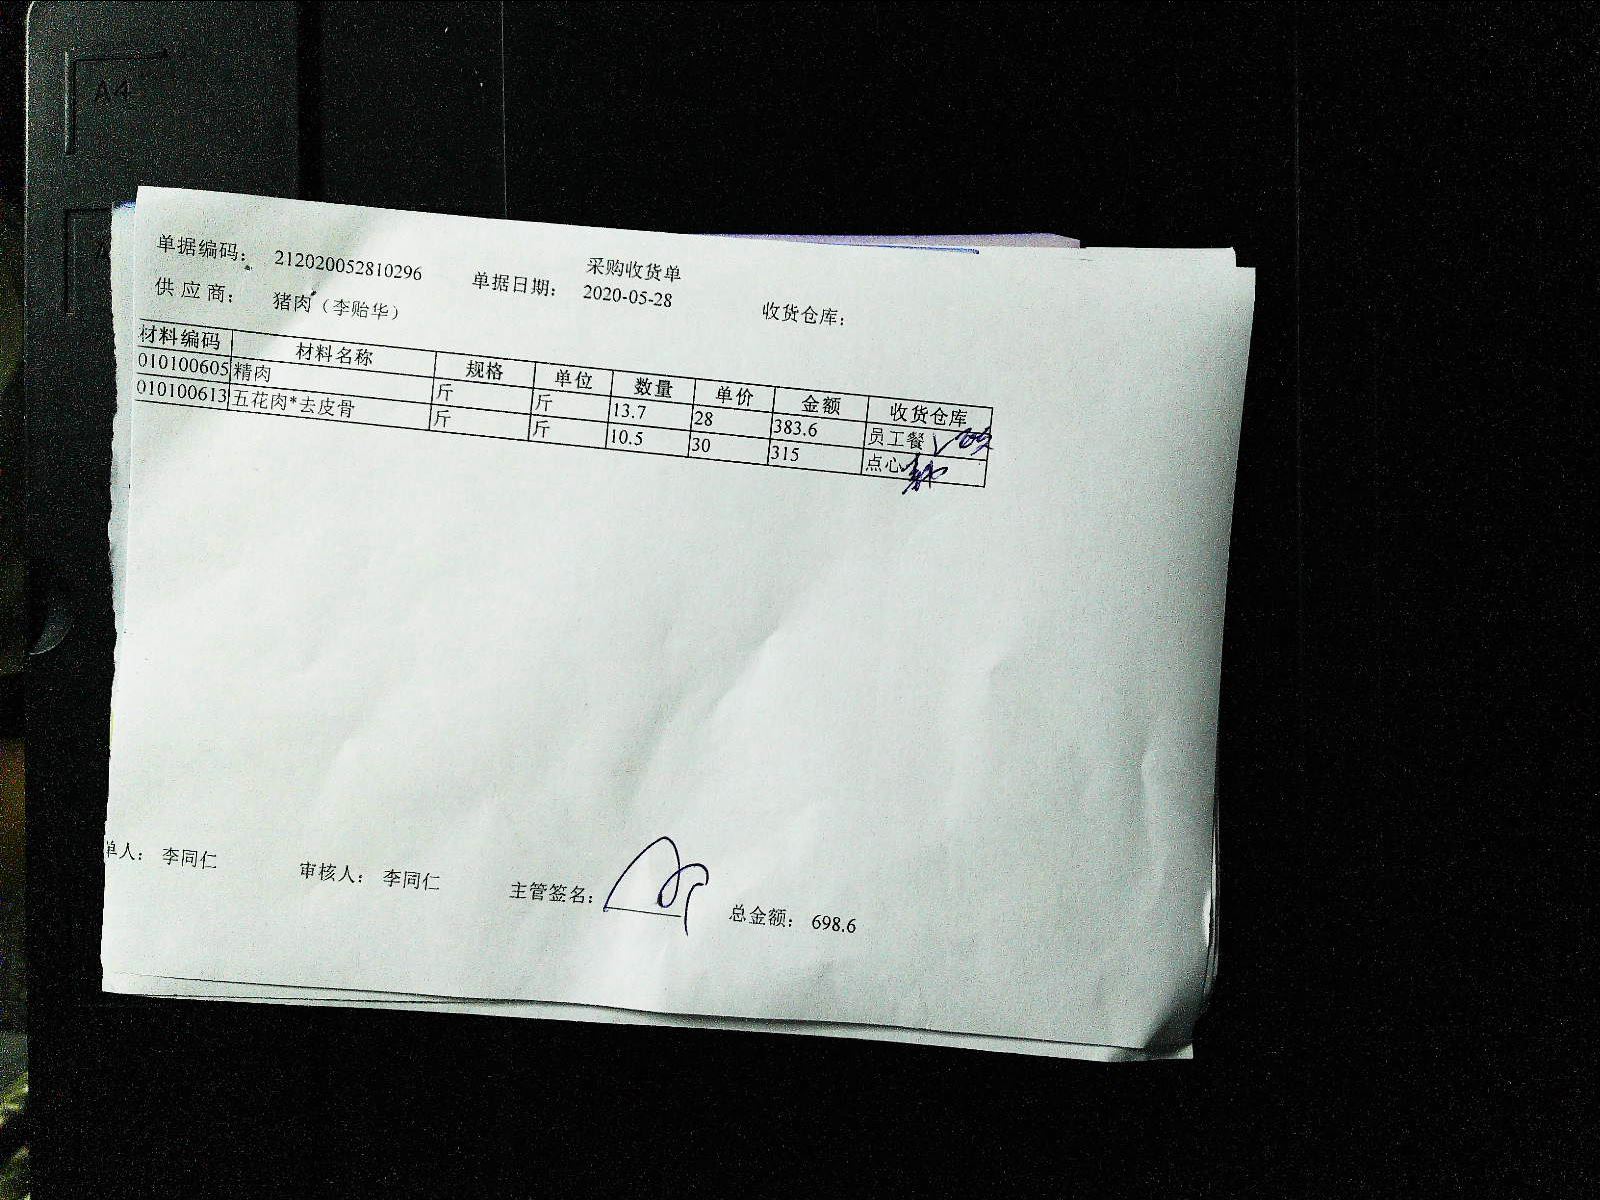 A4
采购收货单
单据编码： 212020052810296 单据日期： 2020-05-28 收货仓库：
供应商： 猪肉（李贻华）
材料编码 材料名称 规格 单位 数量 单价 金额 收货仓库
010100605 精肉 斤 斤 13.7 28 383.6 员工餐
010100613 五花肉*去皮骨 斤 斤 10.5 30 315 点心
单人： 李同仁 审核人： 李同仁 主管签名： 总金额： 698.6